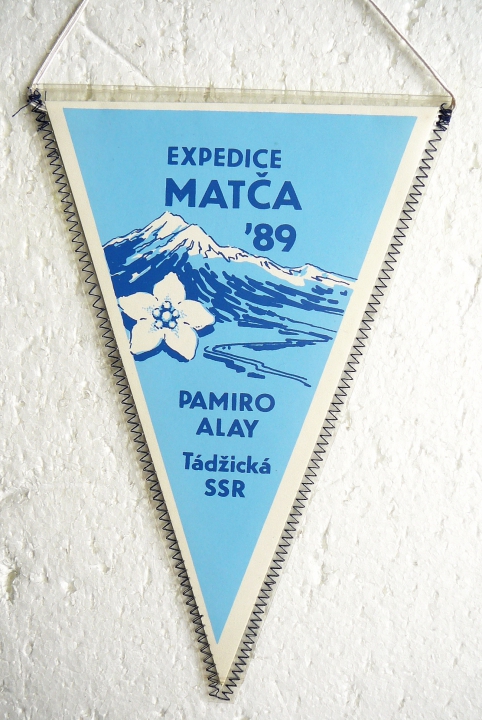 EXPEDICE
MATČA
'89
PAMIRO
ALAY
Tádžická
SSR